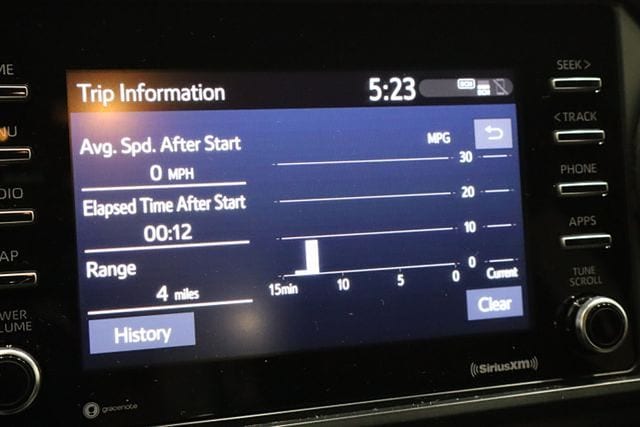 Trip Information 5:23
SEEK >
Avg. Spd. After Start
0 MPH
MPG
30
< TRACK
Elapsed Time After Start
00:12
20
PHONE
Range
4 miles
10
APPS
0
Current
15min 10 5 0
TUNE
SCROLL
History
Clear
SiriusXM
gracenote